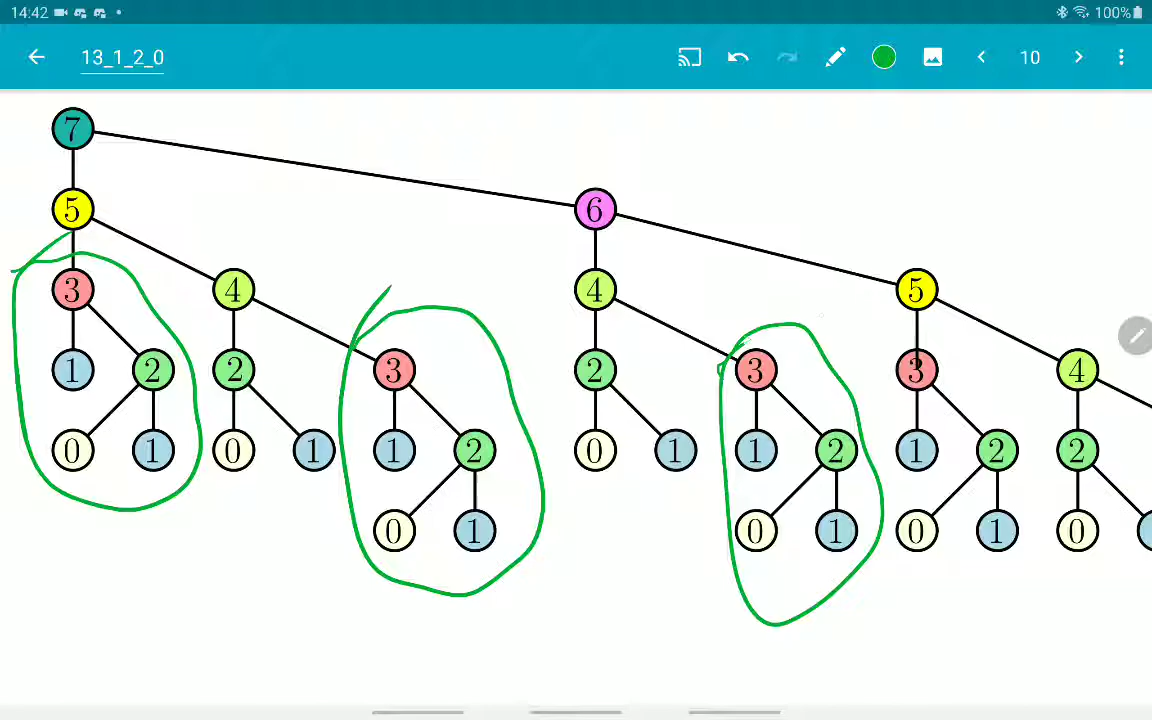 14:42 100%
13_1_2_0 10
7
5 6
3 4 4 5
1 2 2 3 2 3 3 4
0 1 0 1 1 2 0 1 1 2 1 2 2
0 1 0 1 0 1 0